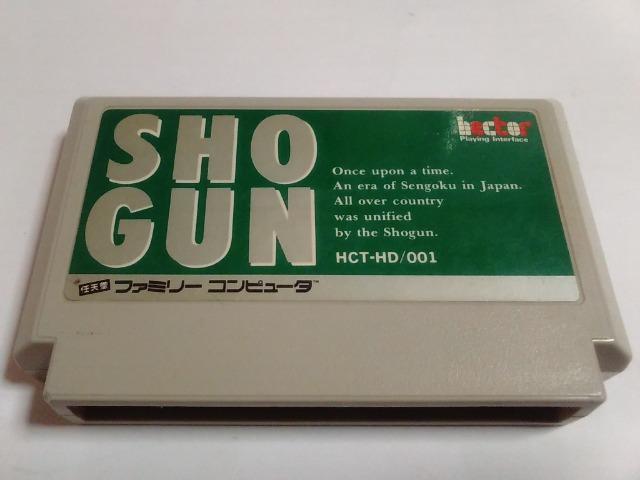 SHO
GUN
hector
Playing Interface
Once upon a time.
An era of Sengoku in Japan.
All over country
was unified
by the Shogun.
HCT-HD/001
任天堂 ファミリー コンピュータ™